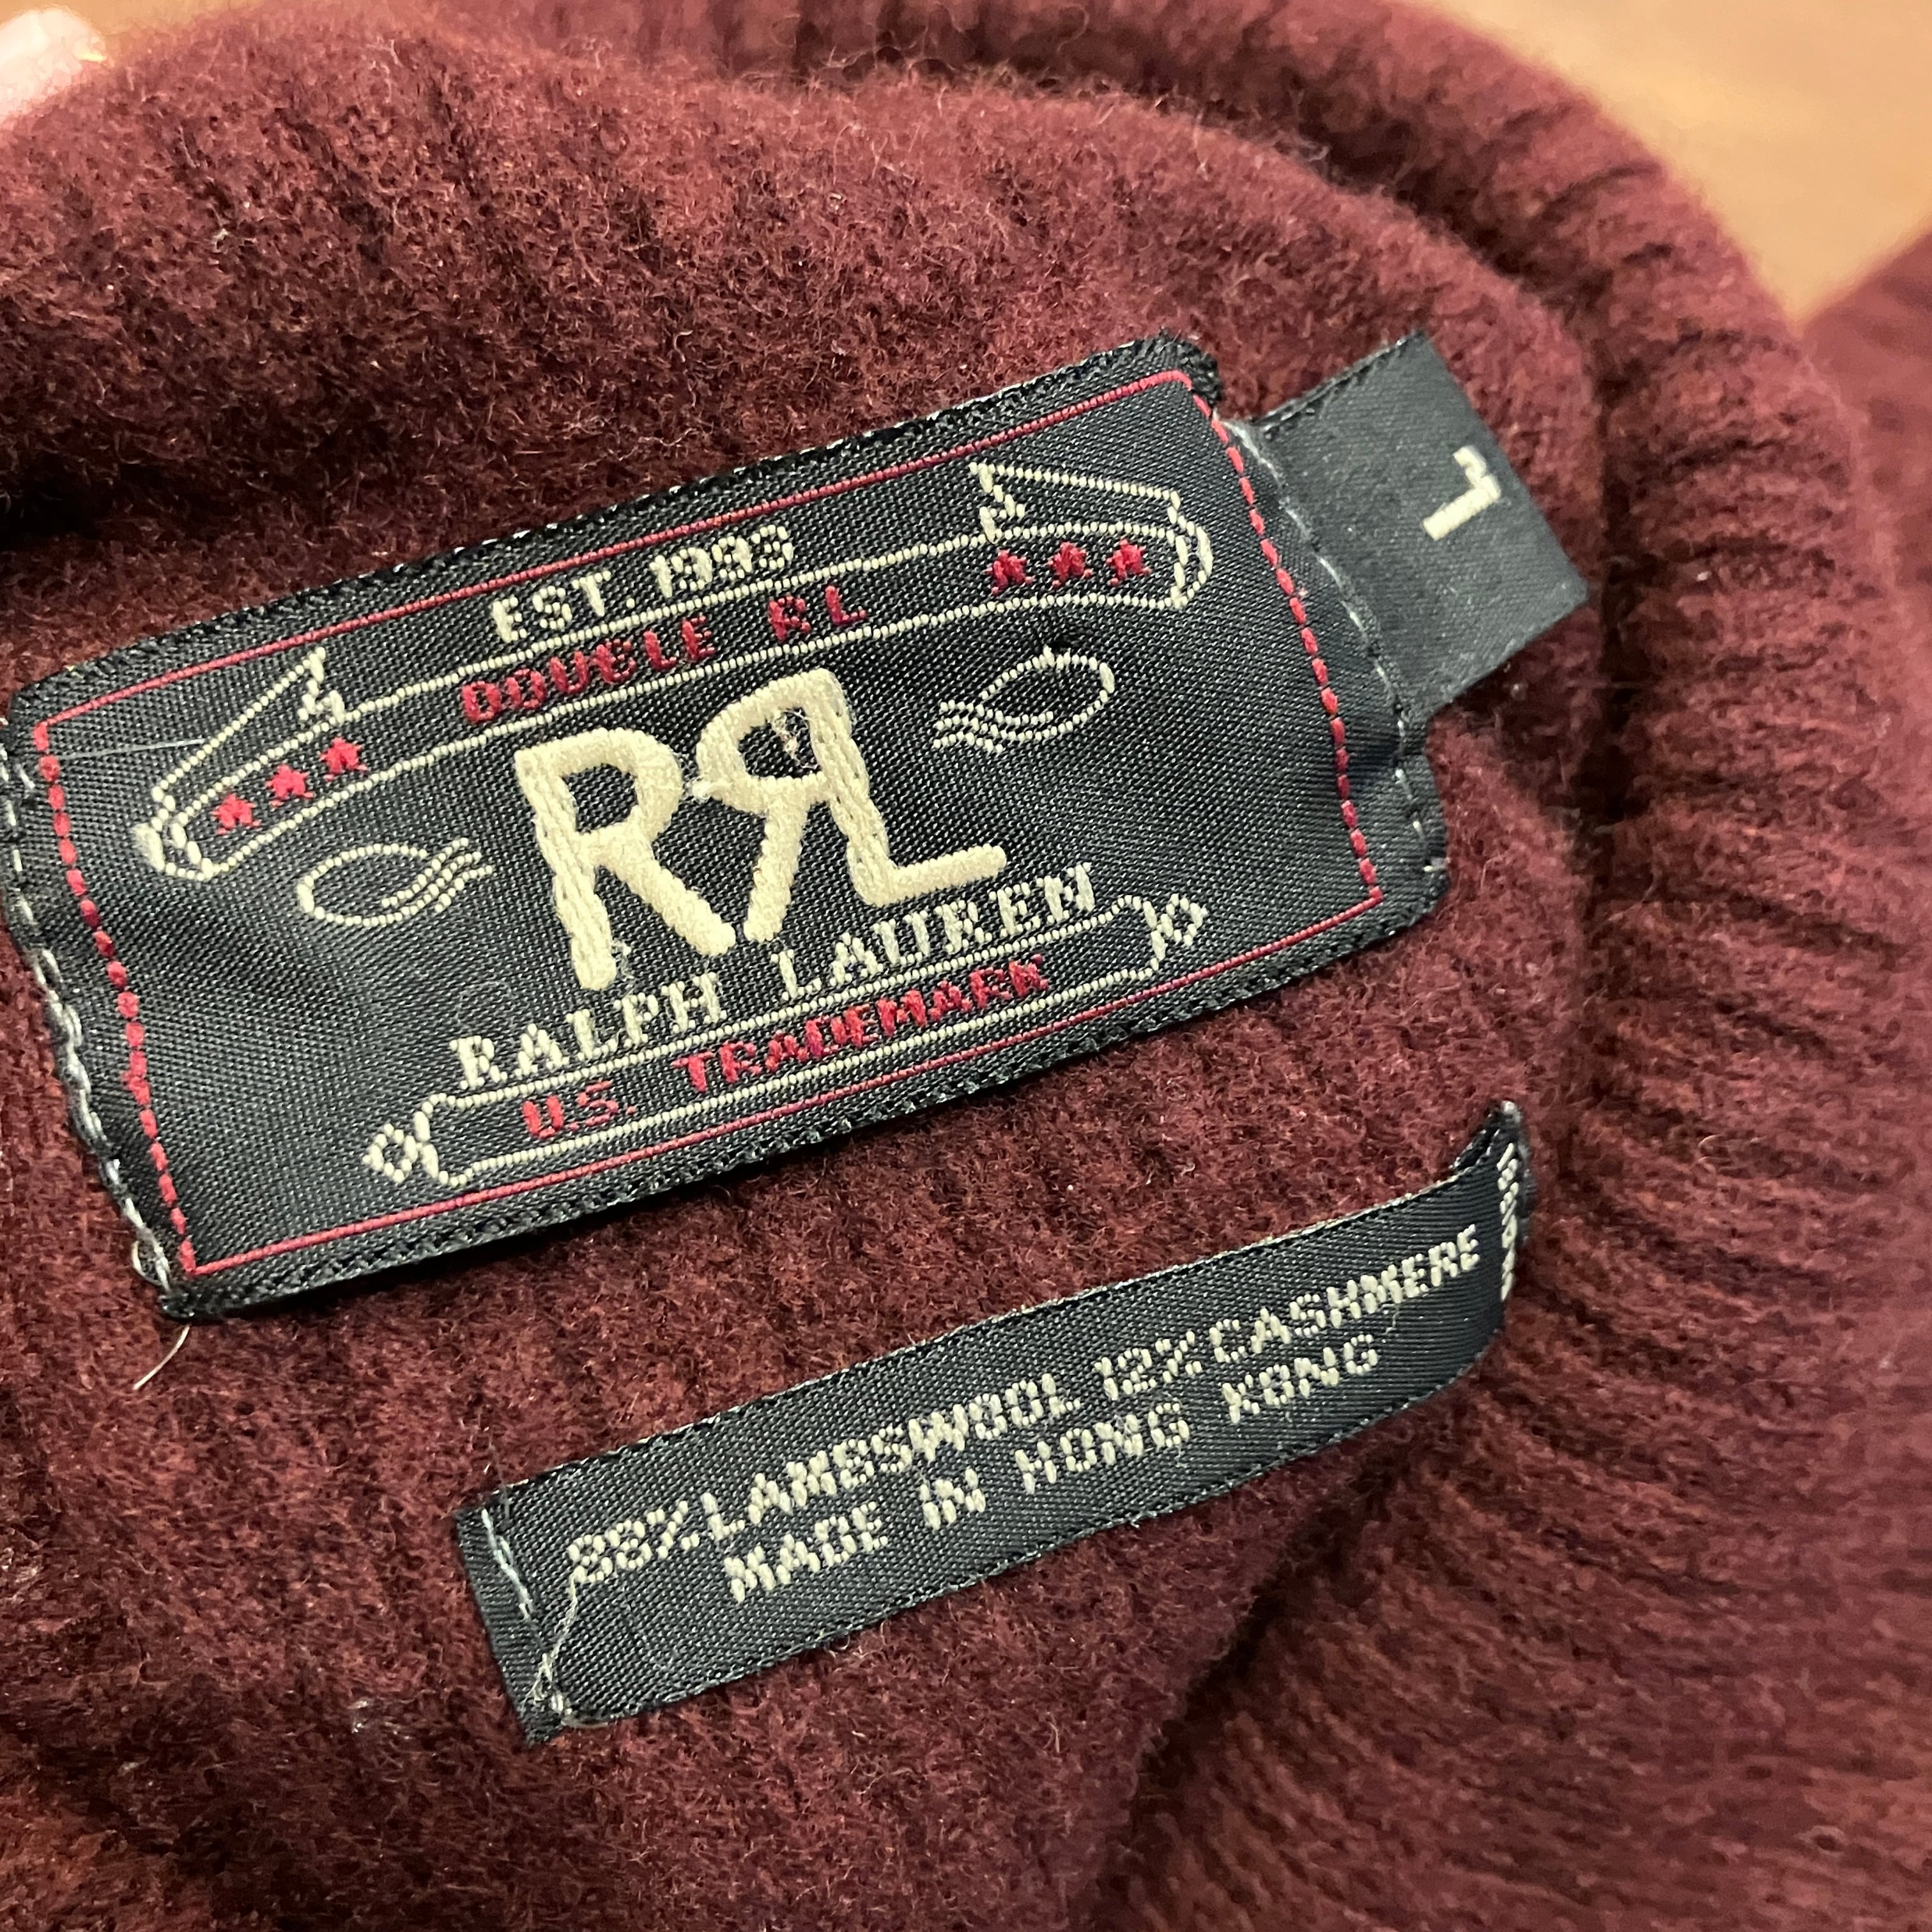 EST. 1993
DOUBLE RL
RRL
RALPH LAUREN
U.S. TRADEMARK
L
88% LAMBSWOOL 12% CASHMERE
MADE IN HONG KONG